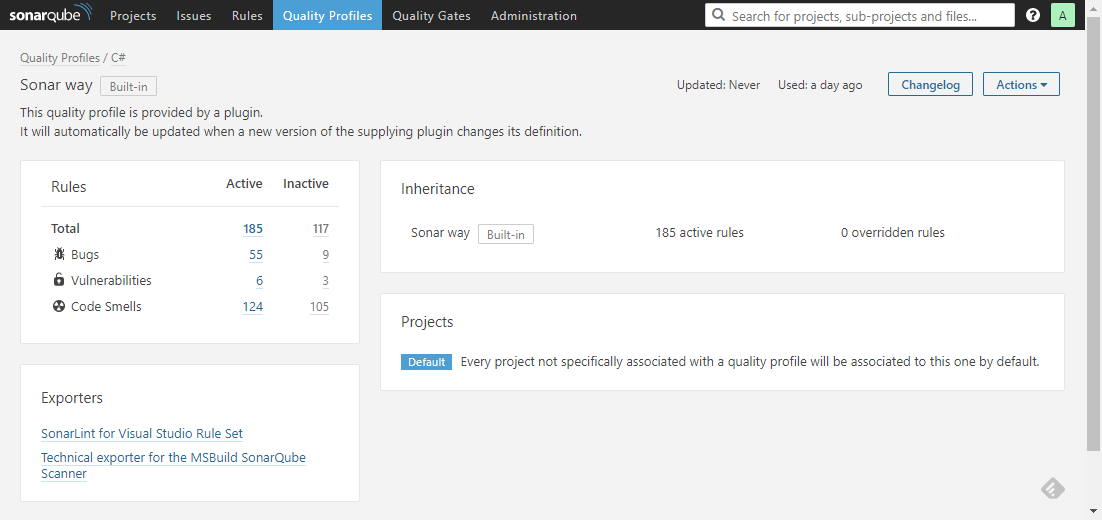 sonarqube Projects Issues Rules Quality Profiles Quality Gates Administration Search for projects, sub-projects and files... ? A
Quality Profiles / C#
Sonar way Built-in Updated: Never Used: a day ago Changelog Actions
This quality profile is provided by a plugin.
It will automatically be updated when a new version of the supplying plugin changes its definition.
Rules Active Inactive
Total 185 117
Bugs 55 9
Vulnerabilities 6 3
Code Smells 124 105
Exporters
SonarLint for Visual Studio Rule Set
Technical exporter for the MSBuild SonarQube
Scanner
Inheritance
Sonar way Built-in 185 active rules 0 overridden rules
Projects
Default Every project not specifically associated with a quality profile will be associated to this one by default.